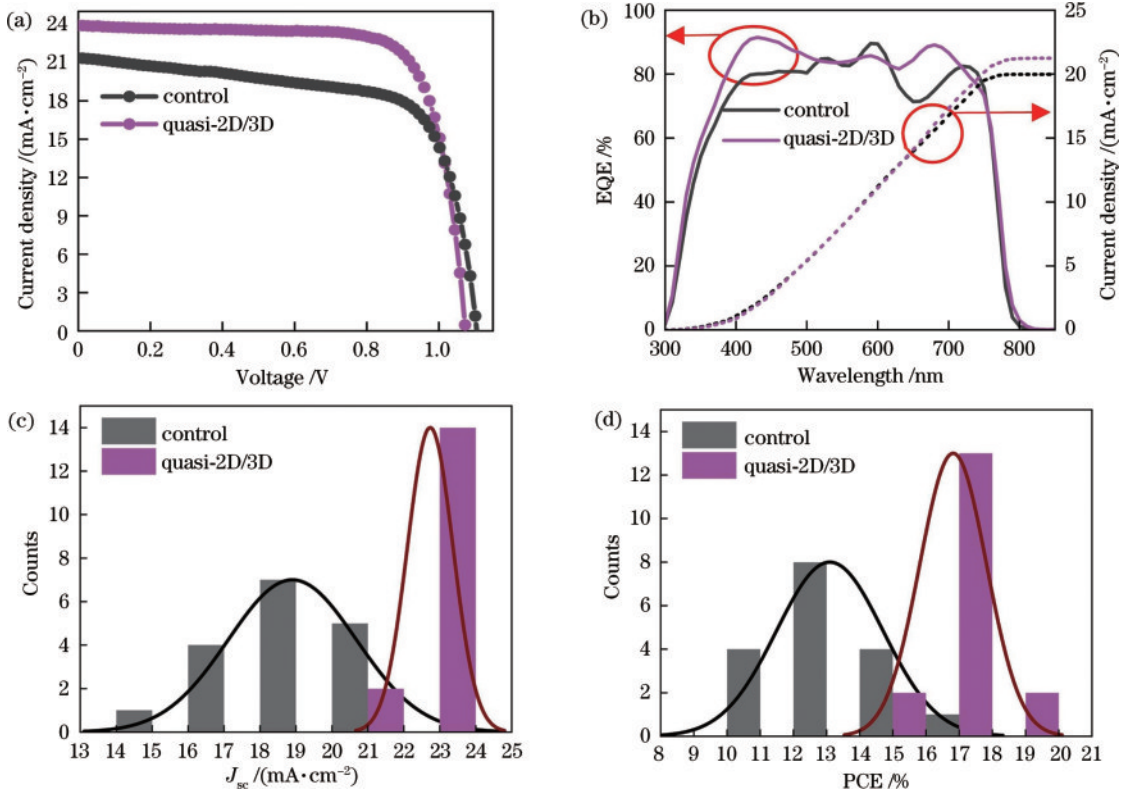 (a)
24
21
18
15
12
9
6
3
0
Current density /(mA·cm⁻²)
control
quasi-2D/3D
0 0.2 0.4 0.6 0.8 1.0
Voltage /V
(b)
100
80
60
40
20
0
EQE /%
control
quasi-2D/3D
25
20
15
10
5
0
Current density /(mA·cm⁻²)
300 400 500 600 700 800
Wavelength /nm
(c)
14
12
10
8
6
4
2
0
Counts
control
quasi-2D/3D
13 14 15 16 17 18 19 20 21 22 23 24 25
Jsc /(mA·cm⁻²)
(d)
14
12
10
8
6
4
2
0
Counts
control
quasi-2D/3D
8 9 10 11 12 13 14 15 16 17 18 19 20 21
PCE /%